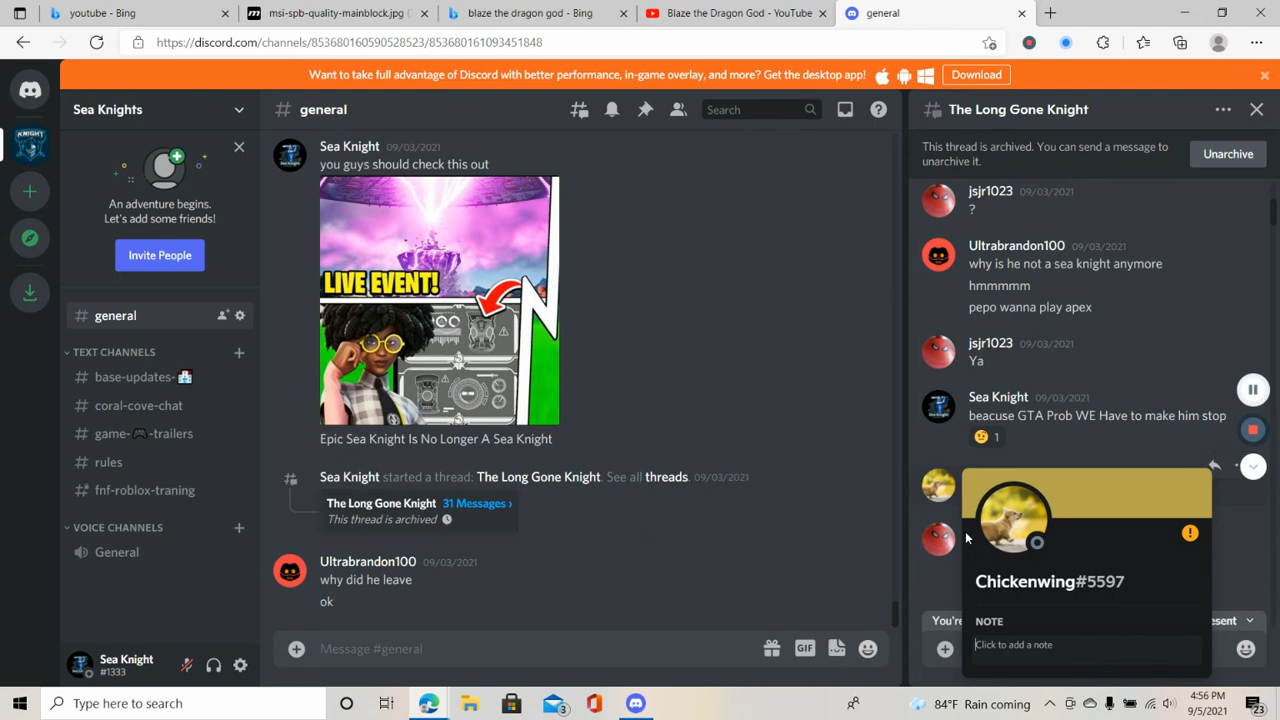 youtube - Bing
msi-spb-quality-mainblock.jpg (
blaze the dragon god - Bing
Blaze the Dragon God - YouTube
general
https://discord.com/channels/853680160590528523/853680161093451848
Want to take full advantage of Discord with better performance, in-game overlay, and more? Get the desktop app!
Download
Sea Knights
general
Search
The Long Gone Knight
KNIGHT
An adventure begins.
Let's add some friends!
Invite People
general
TEXT CHANNELS
base-updates-
coral-cove-chat
game-🎮-trailers
rules
fnf-roblox-traning
VOICE CHANNELS
General
Sea Knight
#1333
Sea Knight 09/03/2021
you guys should check this out
LIVE EVENT!
Epic Sea Knight Is No Longer A Sea Knight
Sea Knight started a thread: The Long Gone Knight. See all threads. 09/03/2021
The Long Gone Knight 31 Messages ›
This thread is archived
Ultrabrandon100 09/03/2021
why did he leave
ok
Message #general
GIF
This thread is archived. You can send a message to
unarchive it.
Unarchive
jsjr1023 09/03/2021
?
Ultrabrandon100 09/03/2021
why is he not a sea knight anymore
hmmmmm
pepo wanna play apex
jsjr1023 09/03/2021
Ya
Sea Knight 09/03/2021
beacuse GTA Prob WE Have to make him stop
1
Chickenwing#5597
NOTE
Click to add a note
You're
esent
Type here to search
3
84°F Rain coming
4:56 PM
9/5/2021
23